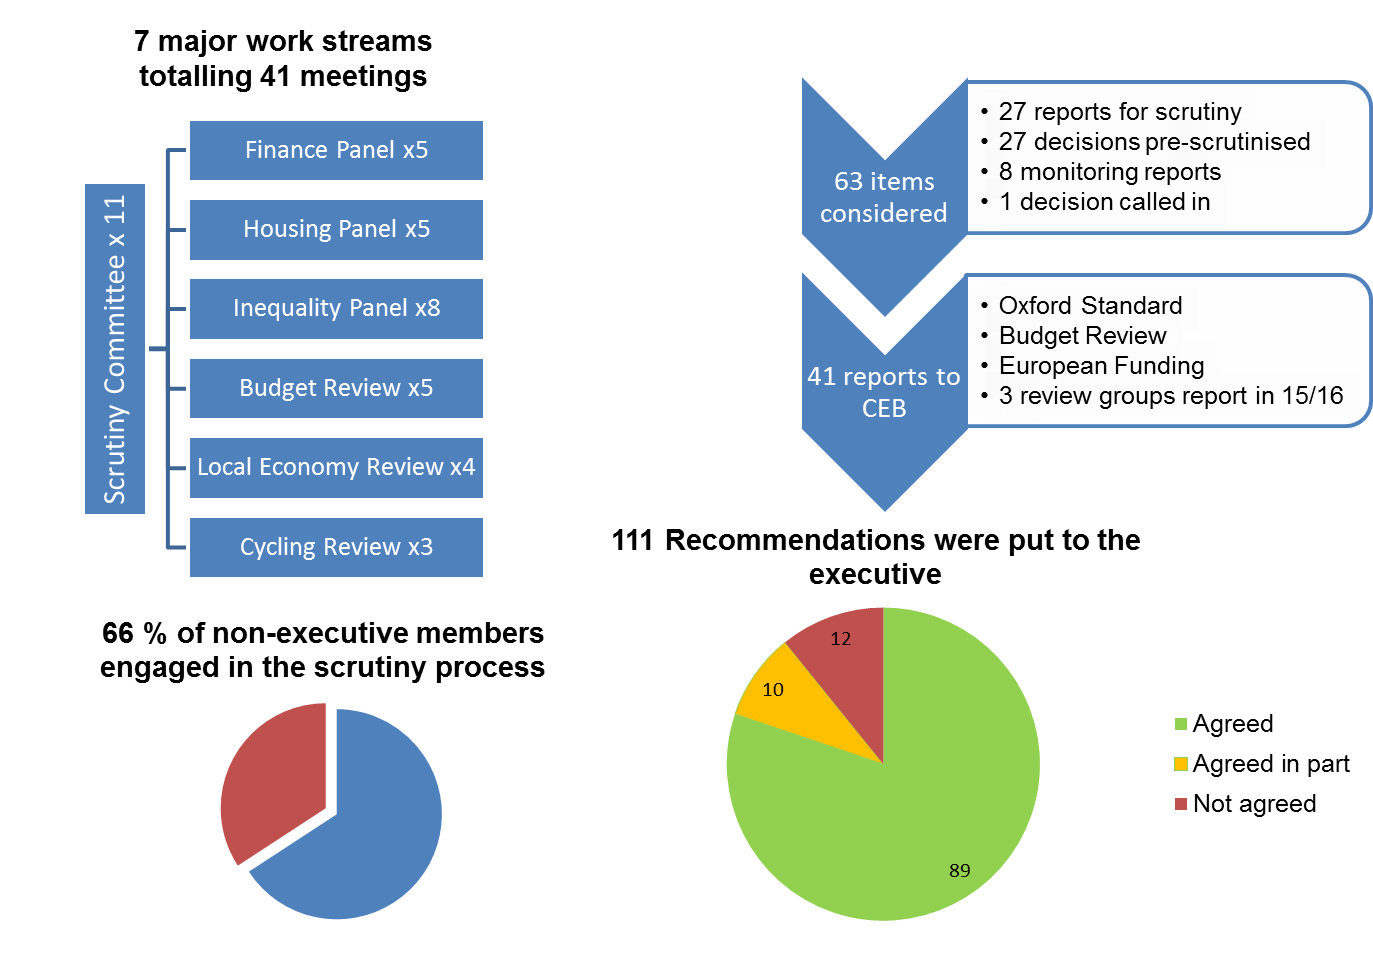 7 major work streams
totalling 41 meetings
Scrutiny Committee x 11
Finance Panel x5
Housing Panel x5
Inequality Panel x8
Budget Review x5
Local Economy Review x4
Cycling Review x3
66 % of non-executive members
engaged in the scrutiny process
63 items
considered
• 27 reports for scrutiny
• 27 decisions pre-scrutinised
• 8 monitoring reports
• 1 decision called in
41 reports to
CEB
• Oxford Standard
• Budget Review
• European Funding
• 3 review groups report in 15/16
111 Recommendations were put to the
executive
12
10
89
Agreed
Agreed in part
Not agreed